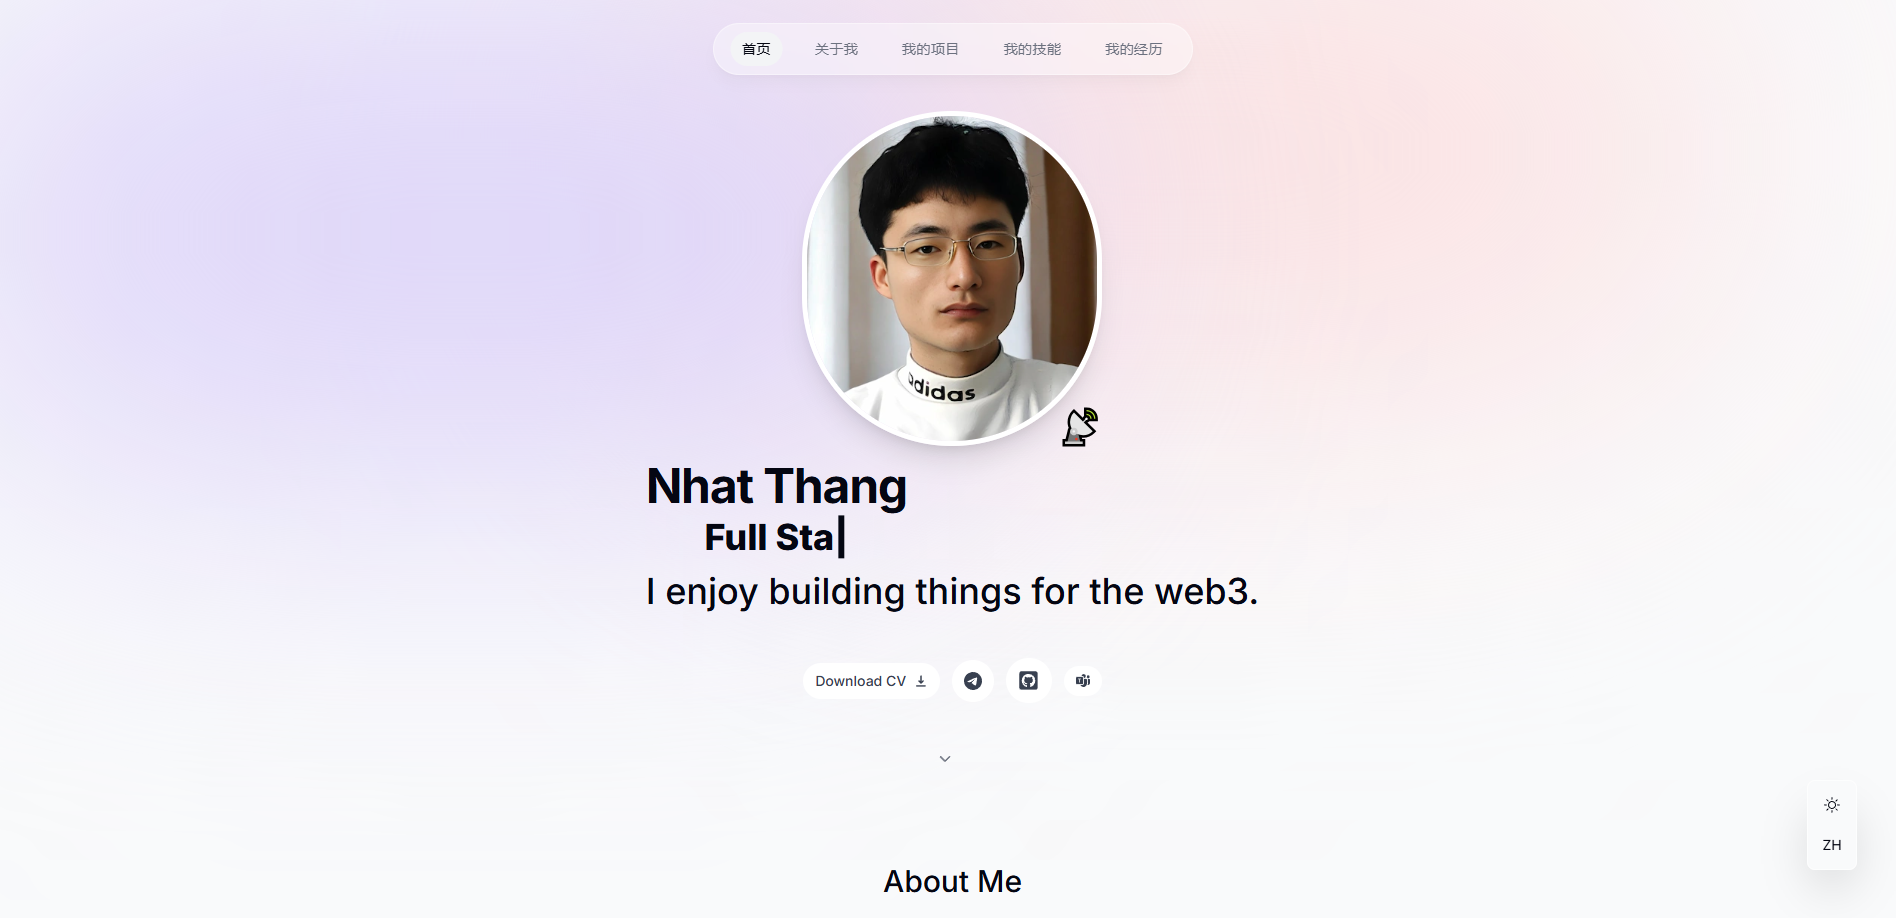 首页 关于我 我的项目 我的技能 我的经历
adidas
Nhat Thang
Full Sta|
I enjoy building things for the web3.
Download CV
ZH
About Me